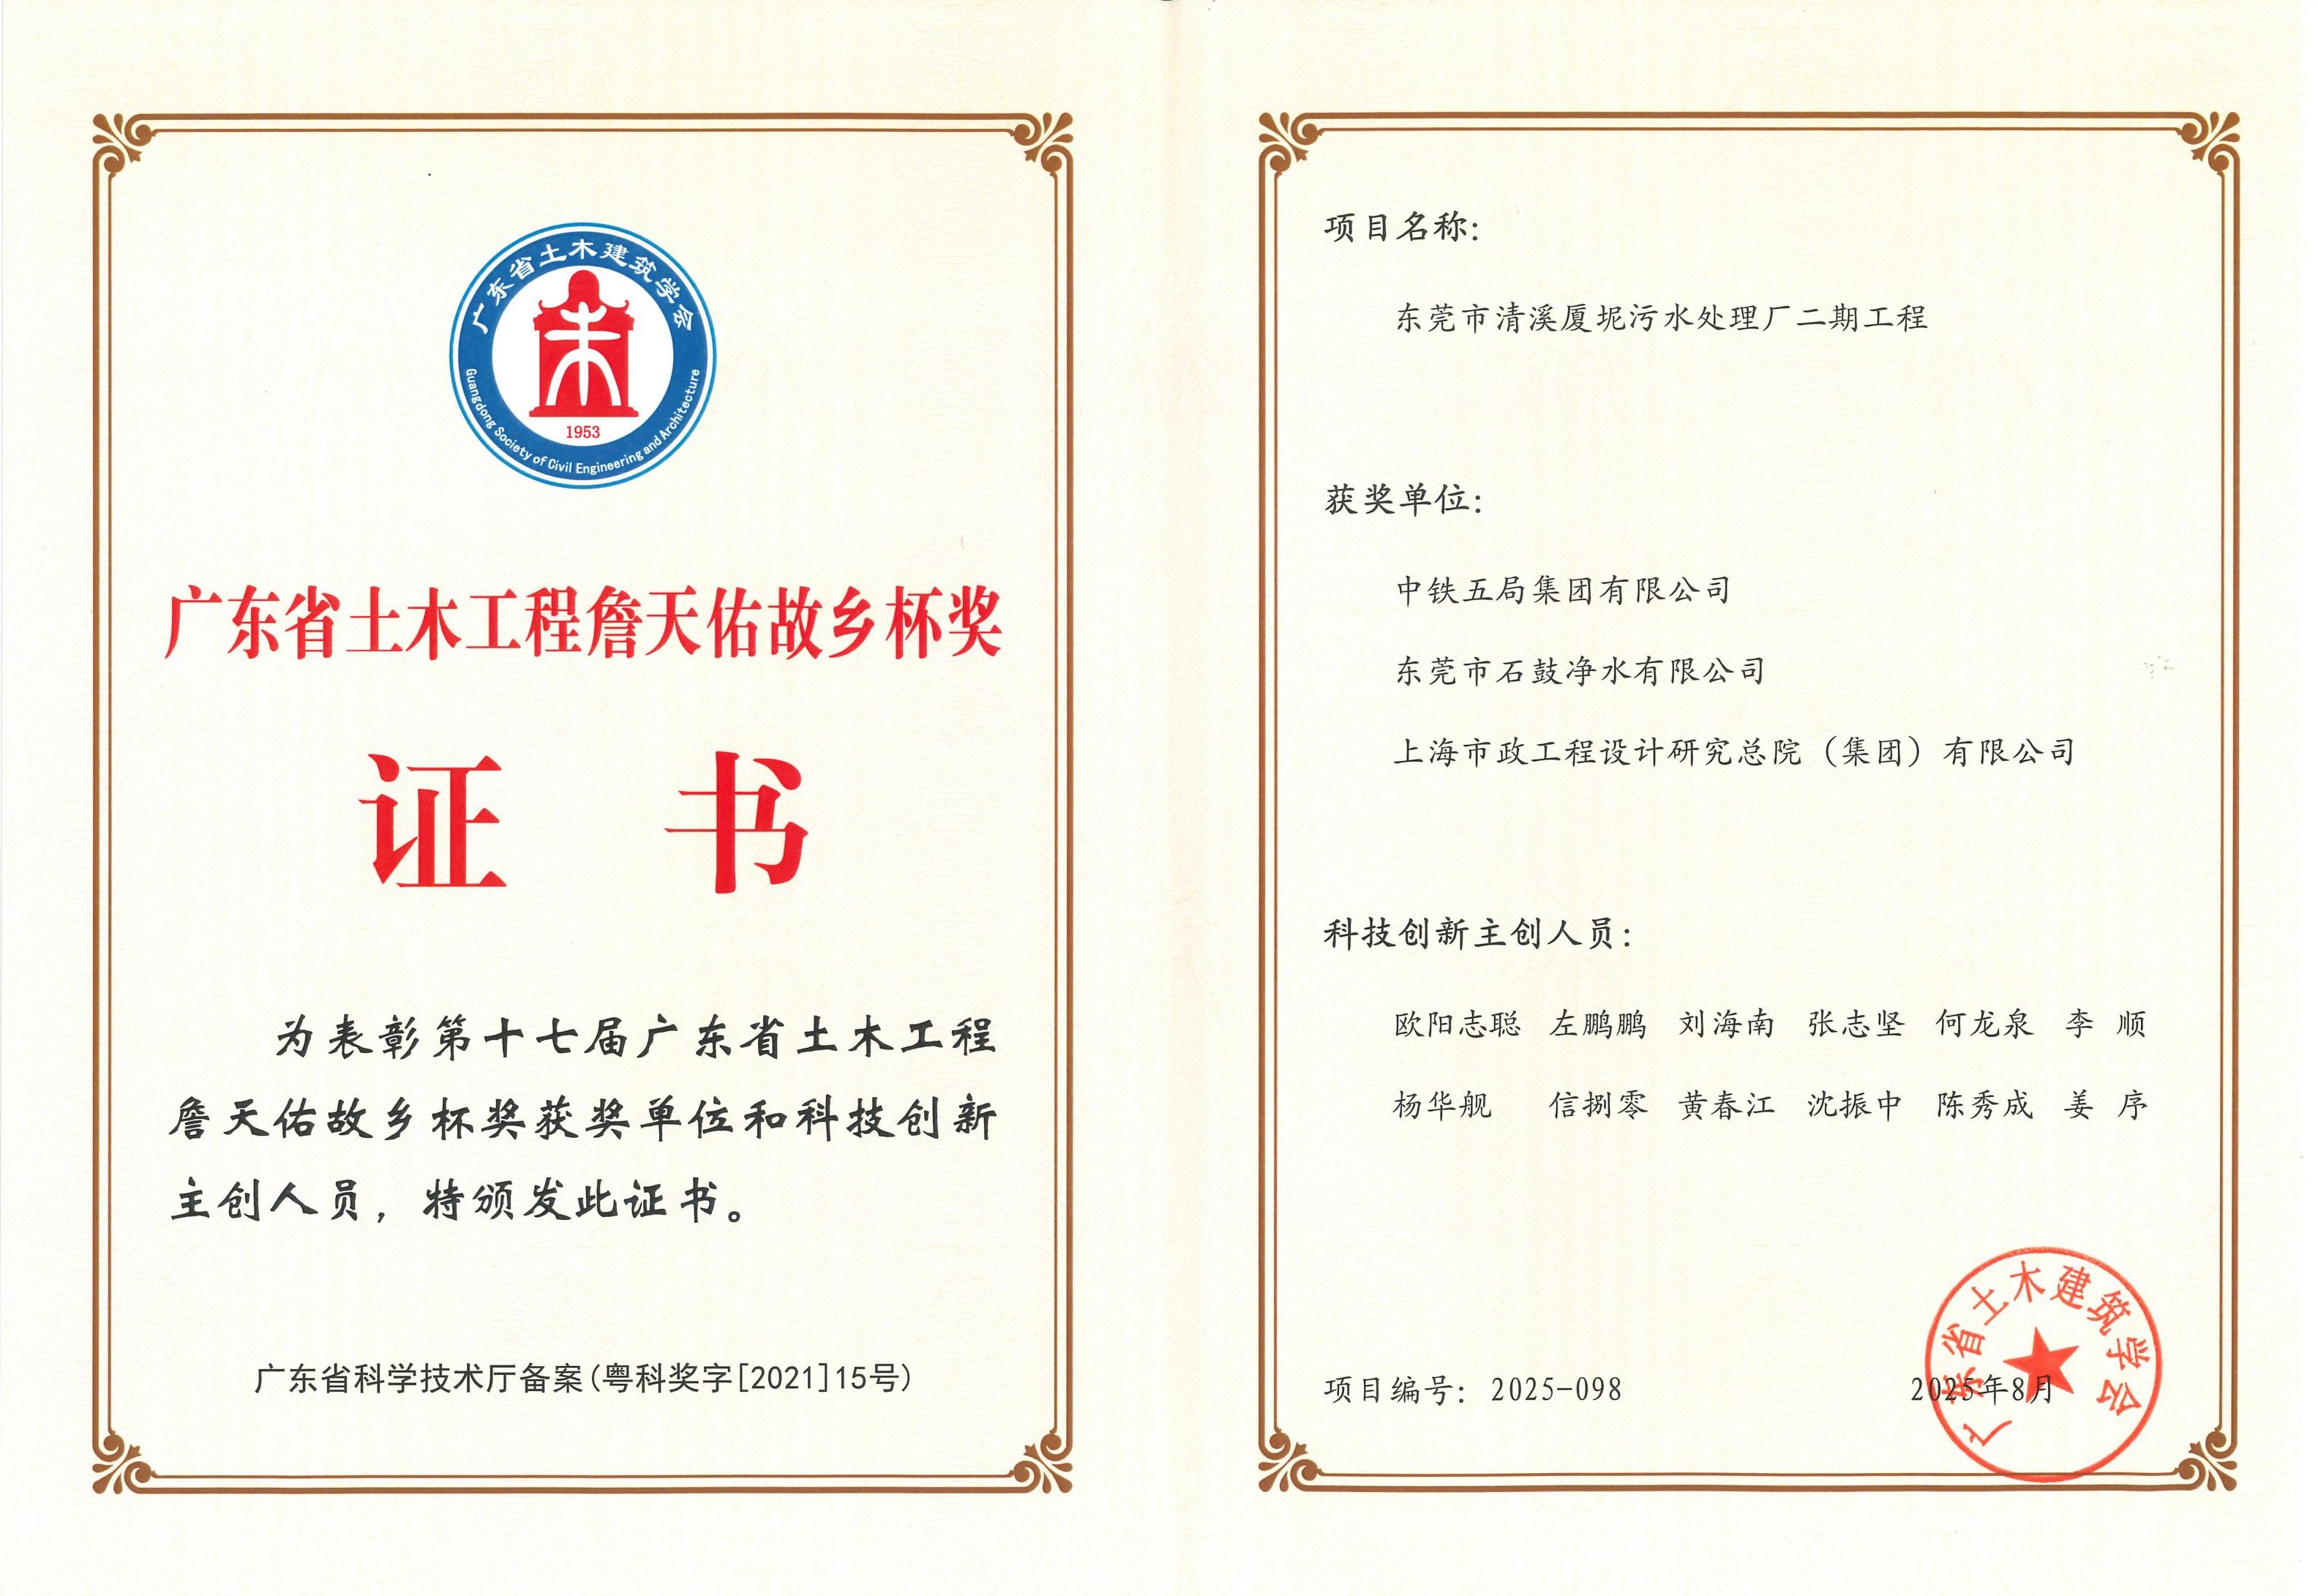 广东省土木建筑学会
1953
Guangdong Society of Civil Engineering and Architecture
广东省土木工程詹天佑故乡杯奖
证 书
为表彰第十七届广东省土木工程
詹天佑故乡杯奖获奖单位和科技创新
主创人员，特颁发此证书。
广东省科学技术厅备案(粤科奖字[2021]15号)
项目名称：
东莞市清溪厦坭污水处理厂二期工程
获奖单位：
中铁五局集团有限公司
东莞市石鼓净水有限公司
上海市政工程设计研究总院（集团）有限公司
科技创新主创人员：
欧阳志聪 左鹏鹏 刘海南 张志坚 何龙泉 李 顺
杨华舰 信捌零 黄春江 沈振中 陈秀成 姜 序
项目编号：2025-098
2025年8月
广东省土木建筑学会